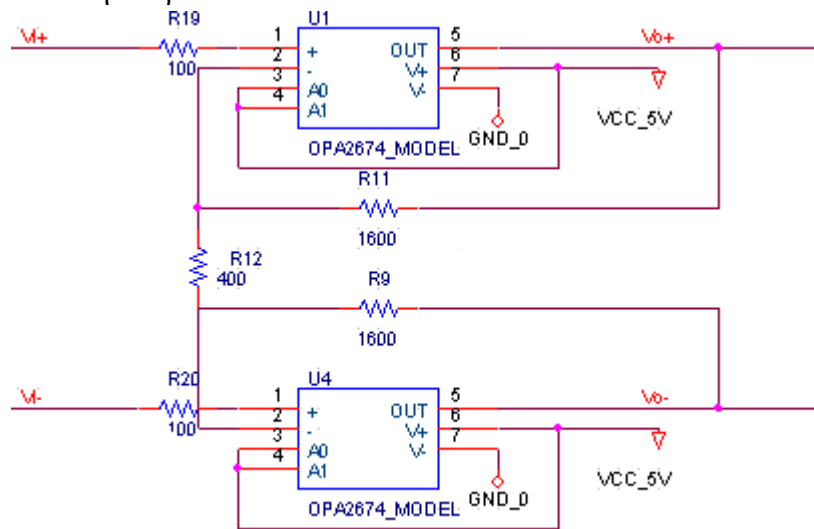 R19
U1
VI+
1
5
Vo+
2
+
OUT
6
100
3
-
V+
7
4
A0
V-
A1
GND_0
VCC_5V
OPA2674_MODEL
R11
1600
R12
400
R9
1600
R20
U4
VI-
1
5
Vo-
2
+
OUT
6
100
3
-
V+
7
4
A0
V-
A1
GND_0
VCC_5V
OPA2674_MODEL